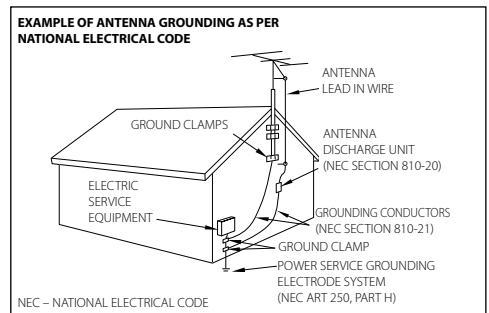 EXAMPLE OF ANTENNA GROUNDING AS PER
NATIONAL ELECTRICAL CODE
ANTENNA
LEAD IN WIRE
GROUND CLAMPS
ANTENNA
DISCHARGE UNIT
(NEC SECTION 810-20)
ELECTRIC
SERVICE
EQUIPMENT
GROUNDING CONDUCTORS
(NEC SECTION 810-21)
GROUND CLAMP
POWER SERVICE GROUNDING
ELECTRODE SYSTEM
(NEC ART 250, PART H)
NEC – NATIONAL ELECTRICAL CODE